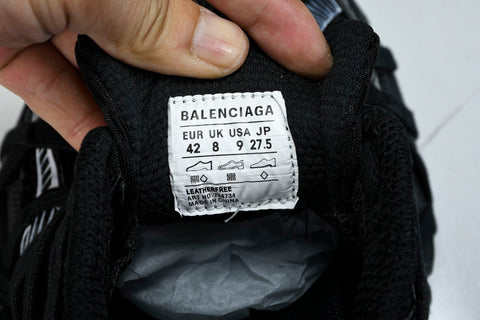 BALENCIAGA
EUR UK USA JP
42 8 9 27.5
LEATHERFREE
MADE IN CHINA